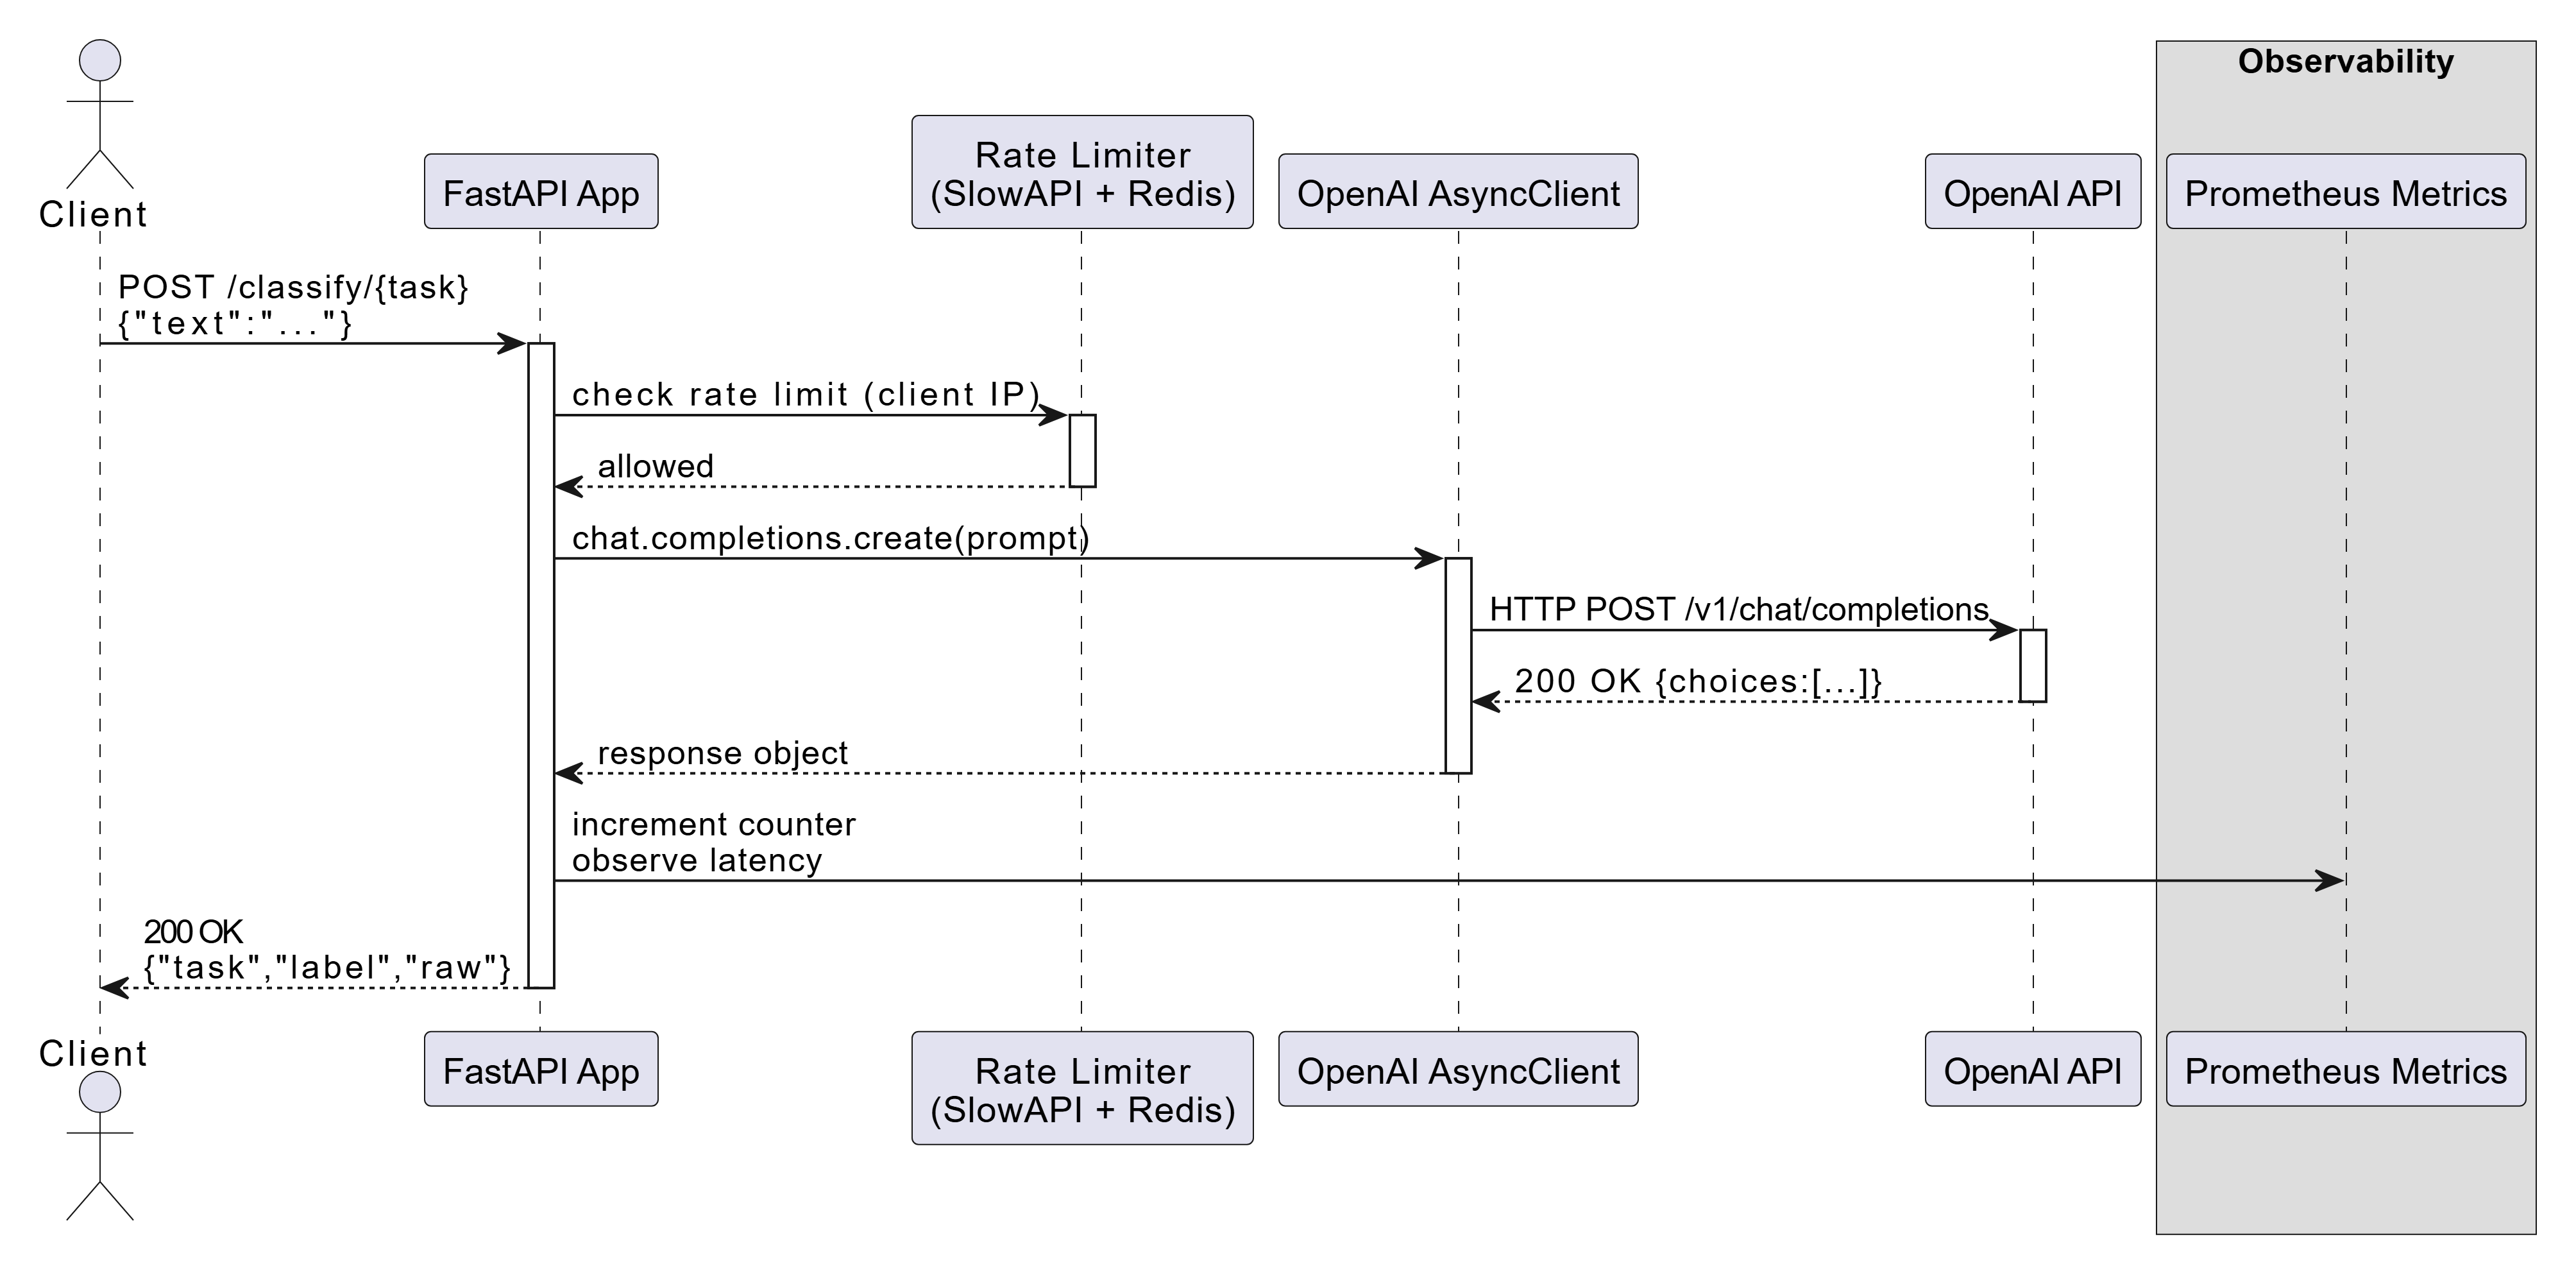 Observability
Client
FastAPI App
Rate Limiter
(SlowAPI + Redis)
OpenAI AsyncClient
OpenAI API
Prometheus Metrics
POST /classify/{task}
{"text":"..."}
check rate limit (client IP)
allowed
chat.completions.create(prompt)
HTTP POST /v1/chat/completions
200 OK {choices:[...]}
response object
increment counter
observe latency
200 OK
{"task","label","raw"}
Client
FastAPI App
Rate Limiter
(SlowAPI + Redis)
OpenAI AsyncClient
OpenAI API
Prometheus Metrics